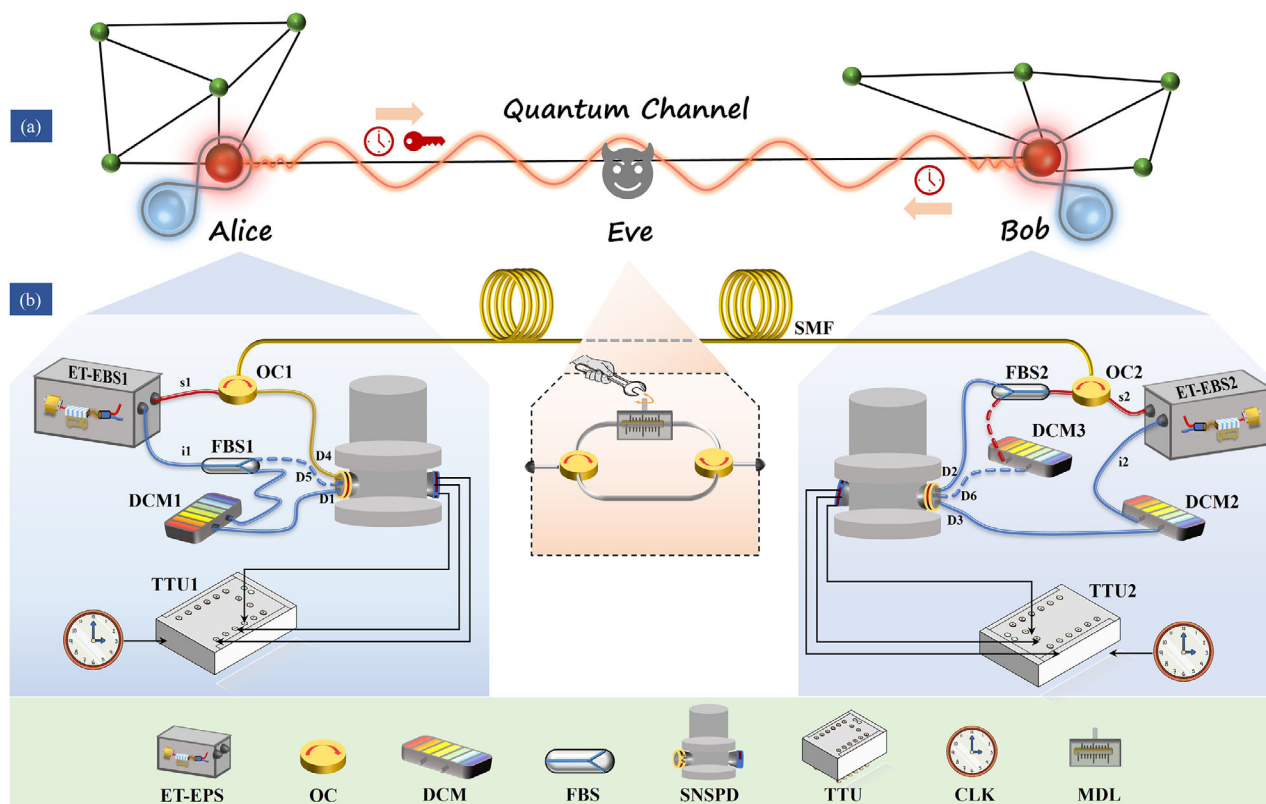 (a)
Quantum Channel
Alice
Eve
Bob
(b)
SMF
ET-EBS1
s1
OC1
i1
FBS1
D4
D5
D1
DCM1
TTU1
FBS2
OC2
s2
ET-EBS2
DCM3
D2
D6
D3
i2
DCM2
TTU2
ET-EPS
OC
DCM
FBS
SNSPD
TTU
CLK
MDL